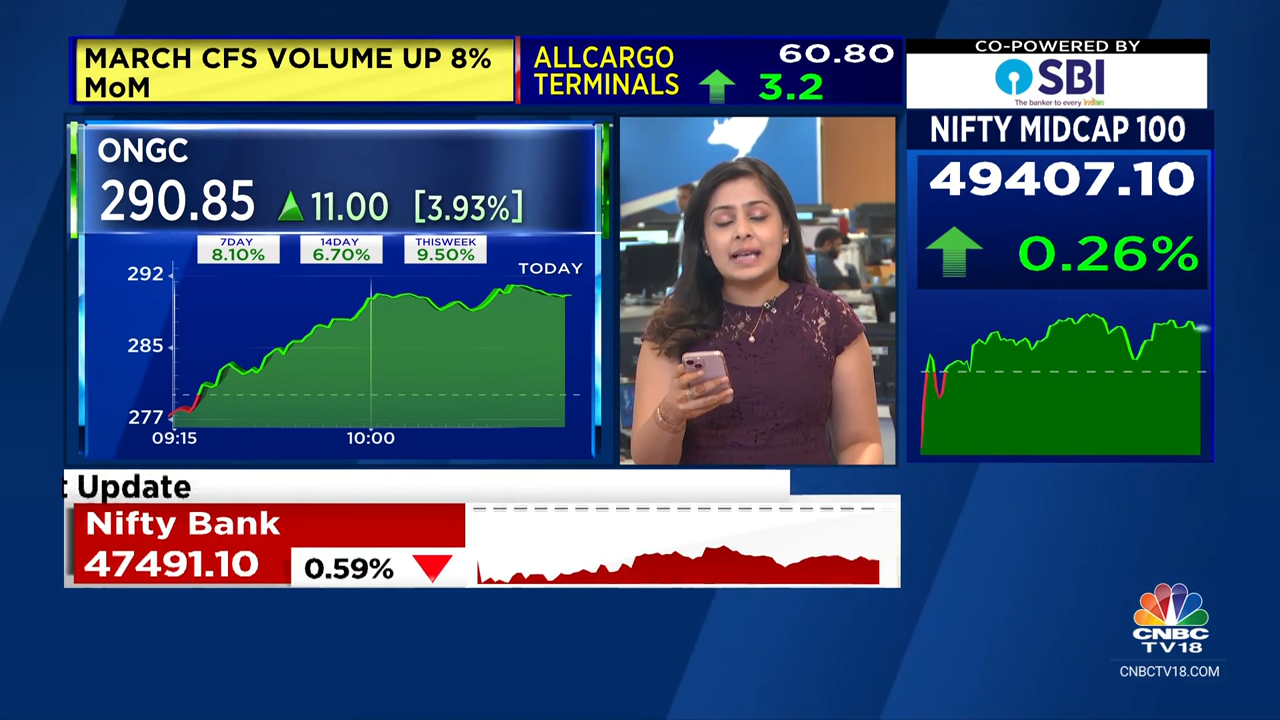 MARCH CFS VOLUME UP 8%
MoM
ALLCARGO
TERMINALS
60.80
3.2
CO-POWERED BY
SBI
The banker to every Indian
NIFTY MIDCAP 100
49407.10
0.26%
ONGC
290.85 11.00 [3.93%]
7DAY
8.10%
14DAY
6.70%
THISWEEK
9.50%
TODAY
292
285
277
09:15
10:00
: Update
Nifty Bank
47491.10
0.59%
CNBC
TV18
CNBCTV18.COM